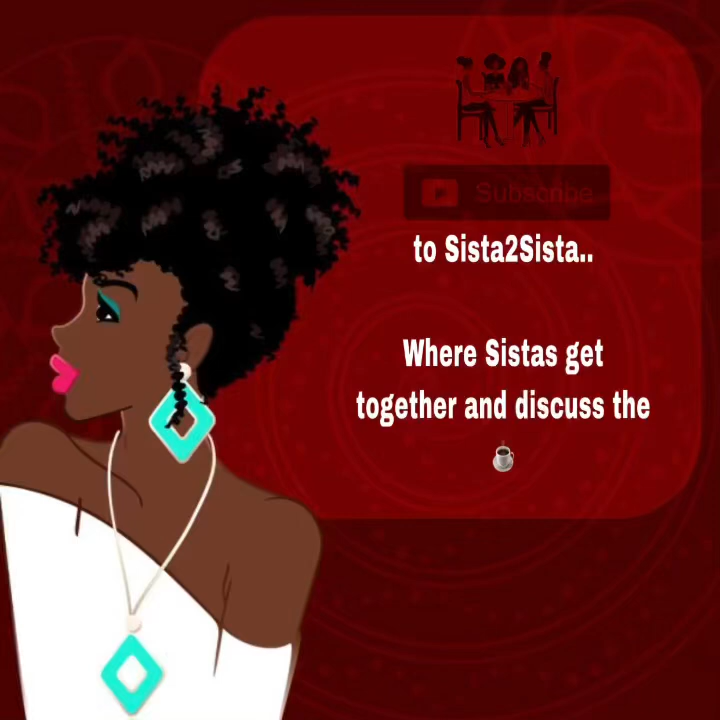 Subscribe
to Sista2Sista..
Where Sistas get
together and discuss the
☕